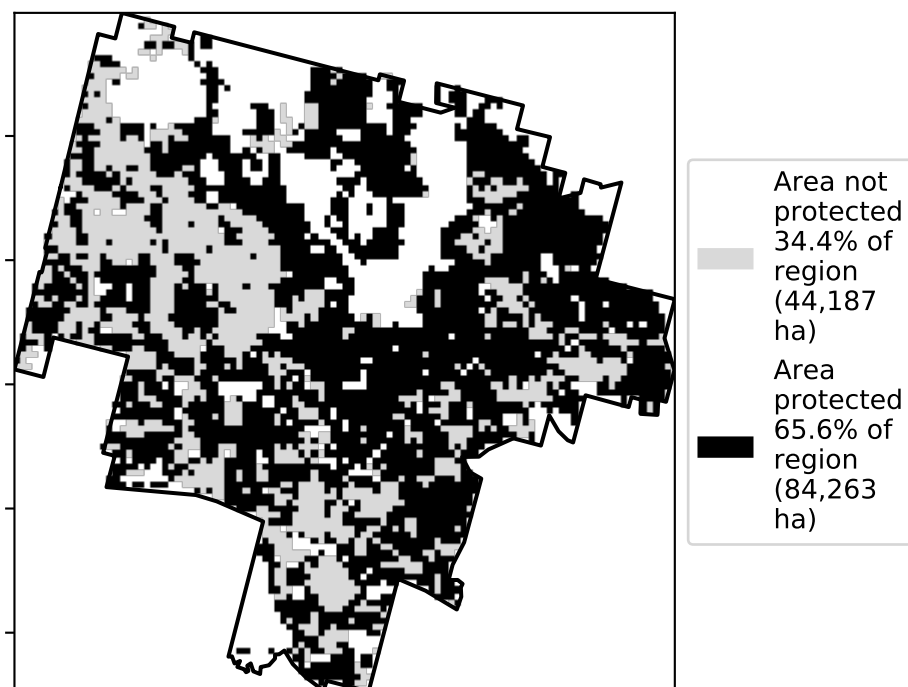 Area not
protected
34.4% of
region
(44,187
ha)
Area
protected
65.6% of
region
(84,263
ha)